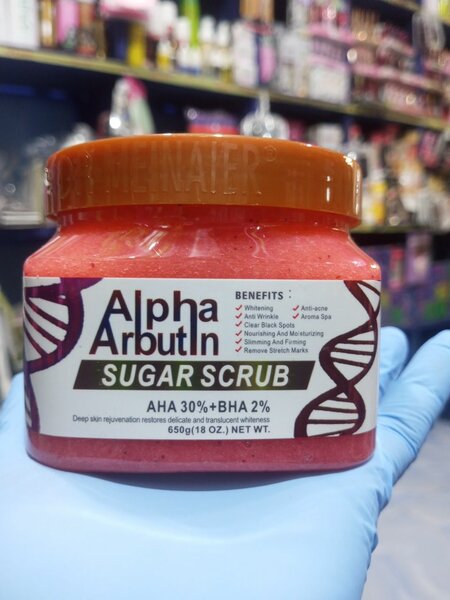 MEINAIER®
Alpha
Arbutin
BENEFITS :
Whitening
Anti Wrinkle
Clear Black Spots
Nourishing And Moisturizing
Slimming And Firming
Remove Stretch Marks
Anti-acne
Aroma Spa
SUGAR SCRUB
AHA 30%+BHA 2%
Deep skin rejuvenation restores delicate and translucent whiteness
650g(18 OZ.) NET WT.